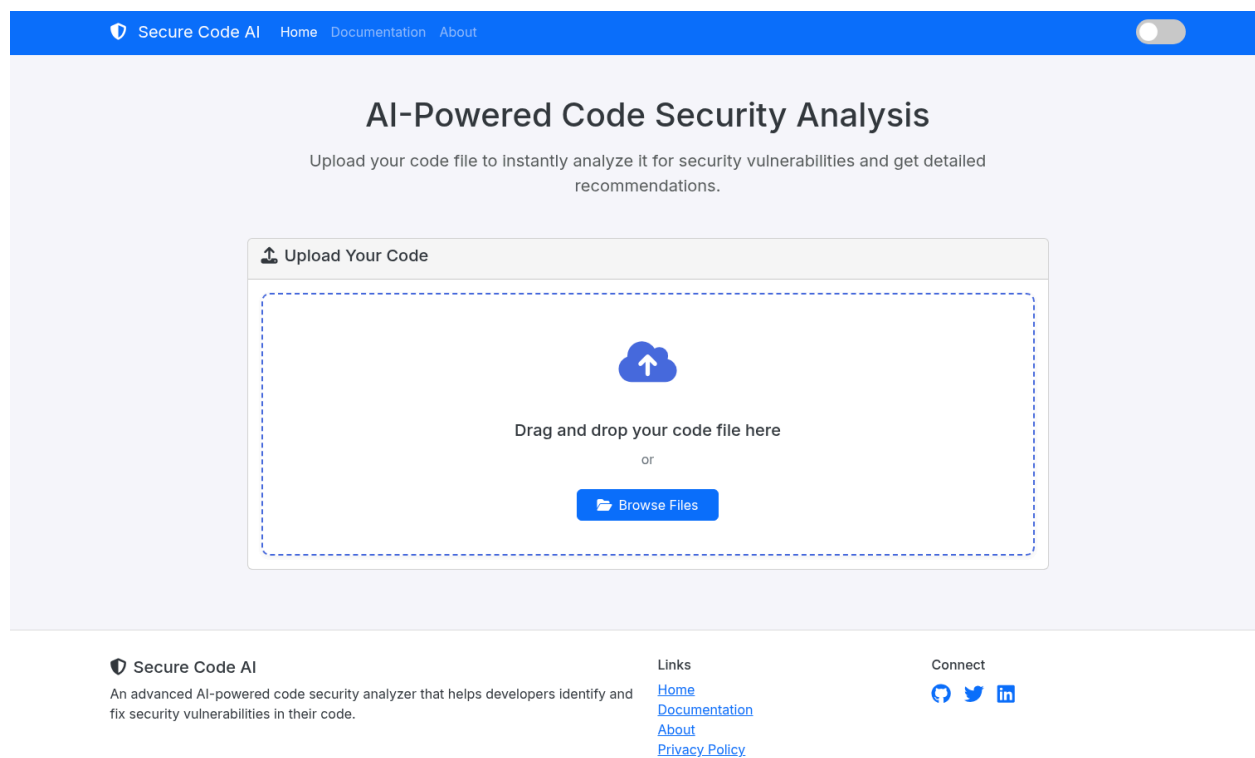 Secure Code AI Home Documentation About
AI-Powered Code Security Analysis
Upload your code file to instantly analyze it for security vulnerabilities and get detailed
recommendations.
Upload Your Code
Drag and drop your code file here
or
Browse Files
Secure Code AI
An advanced AI-powered code security analyzer that helps developers identify and
fix security vulnerabilities in their code.
Links
Home
Documentation
About
Privacy Policy
Connect